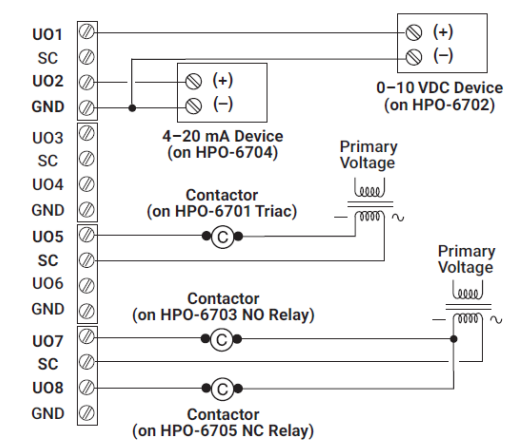 UO1
SC
UO2
GND
UO3
SC
UO4
GND
UO5
SC
UO6
GND
UO7
SC
UO8
GND
(+)
(–)
0–10 VDC Device
(on HPO-6702)
(+)
(–)
4–20 mA Device
(on HPO-6704)
Primary
Voltage
Contactor
(on HPO-6701 Triac)
C
Primary
Voltage
Contactor
(on HPO-6703 NO Relay)
C
C
Contactor
(on HPO-6705 NC Relay)